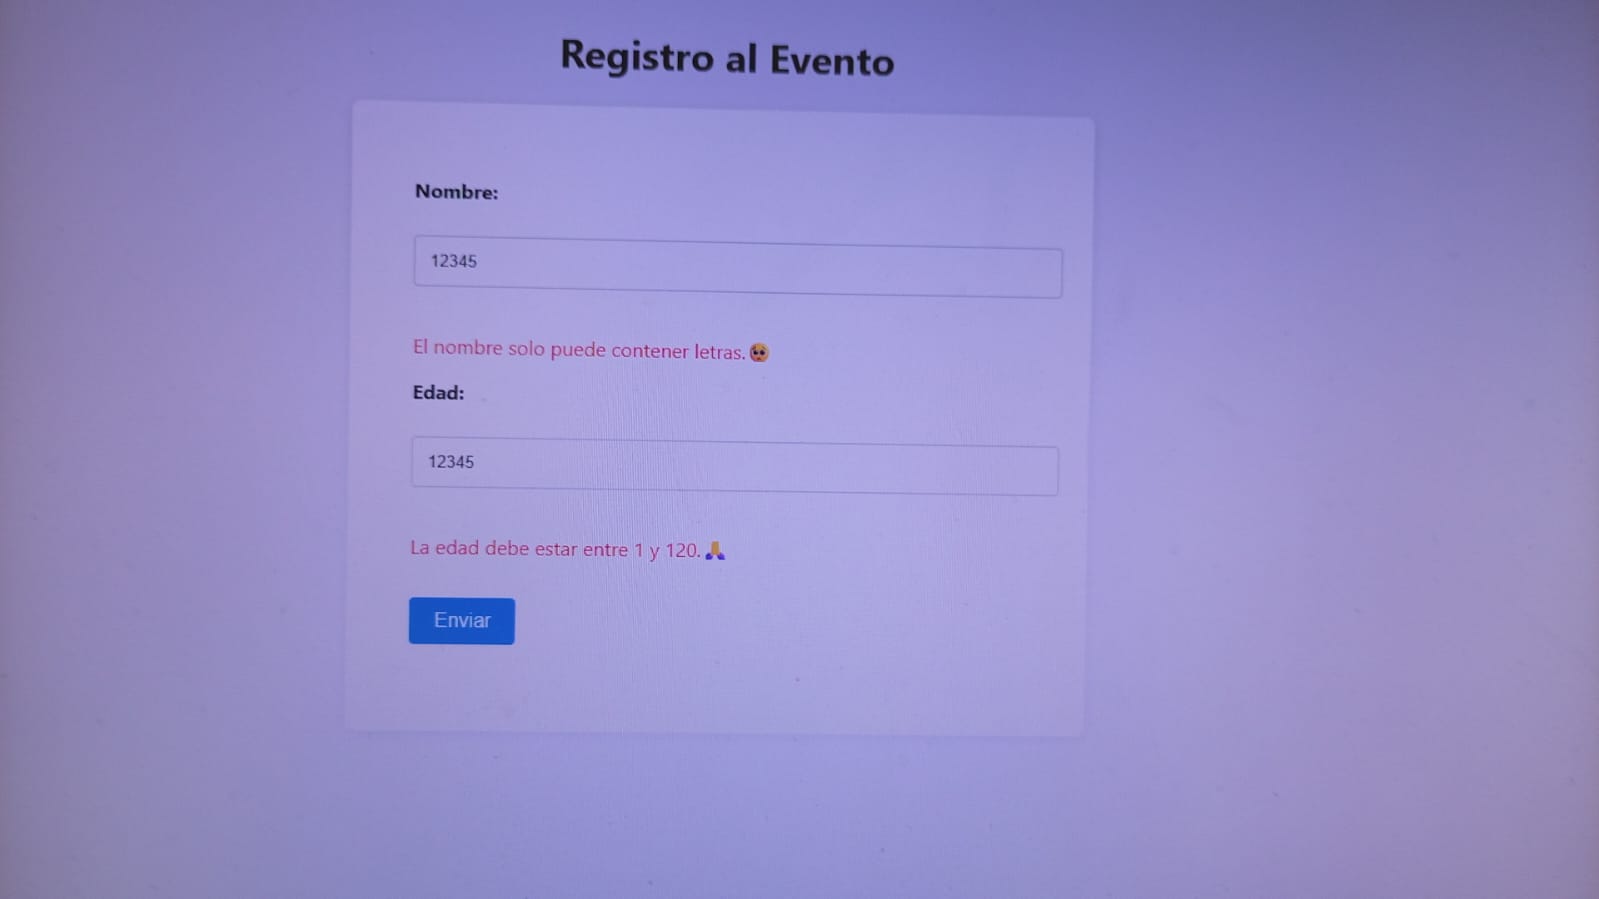 Registro al Evento
Nombre:
12345
El nombre solo puede contener letras.🥺
Edad:
12345
La edad debe estar entre 1 y 120.🙏
Enviar